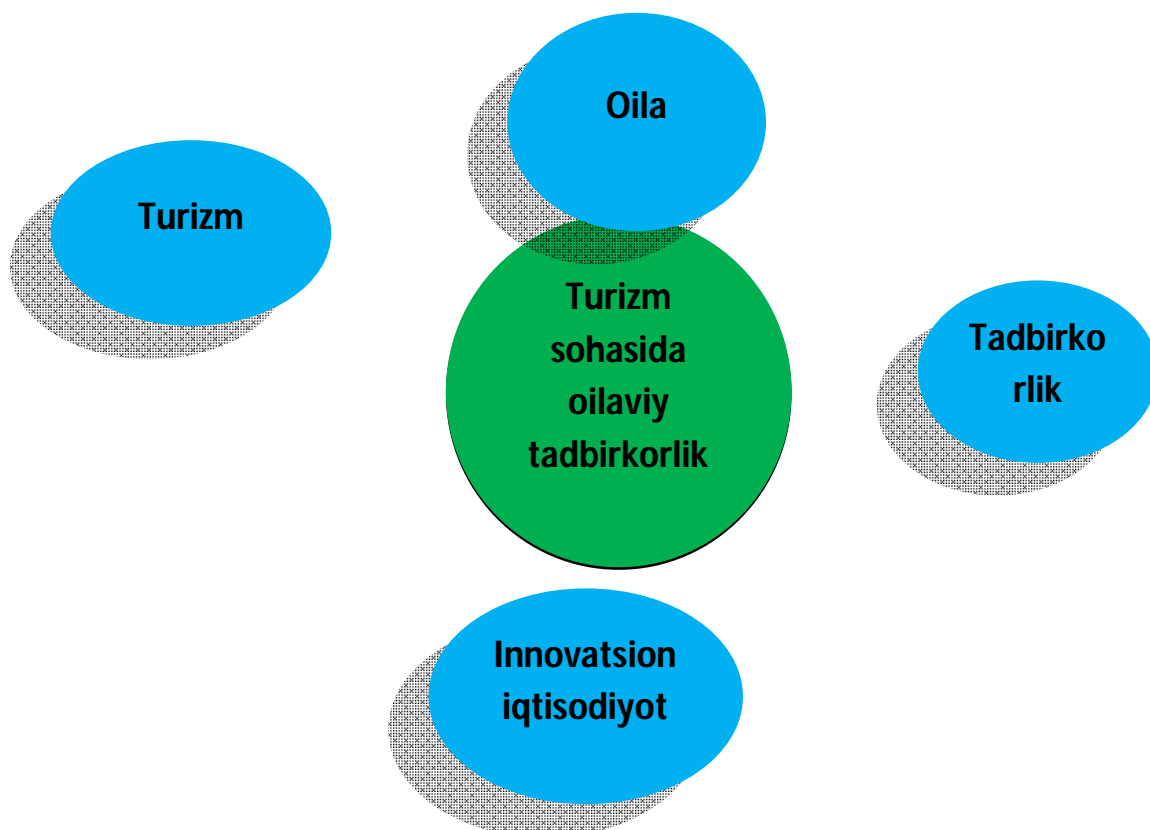 Oila
Turizm
Turizm
sohasida
oilaviy
tadbirkorlik
Tadbirko
rlik
Innovatsion
iqtisodiyot